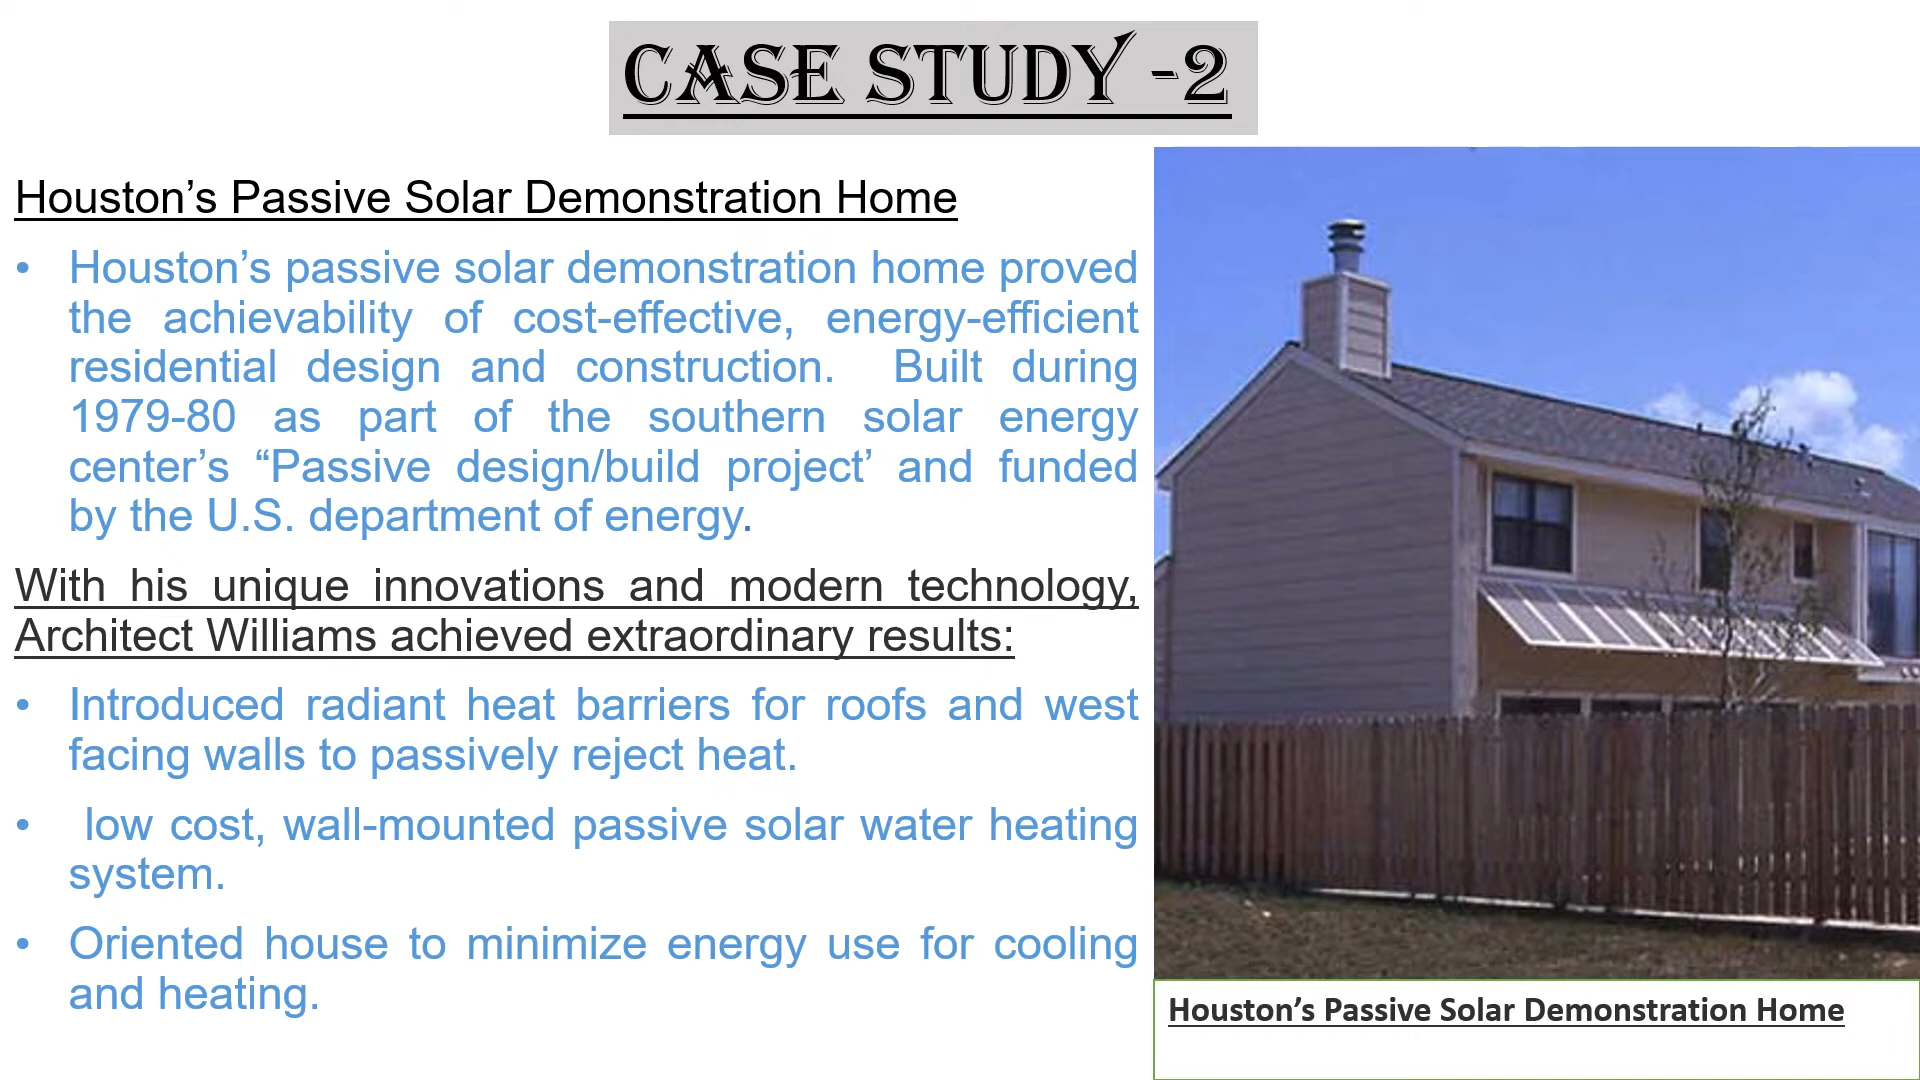 CASE STUDY -2
Houston’s Passive Solar Demonstration Home
• Houston’s passive solar demonstration home proved
the achievability of cost-effective, energy-efficient
residential design and construction. Built during
1979-80 as part of the southern solar energy
center’s “Passive design/build project’ and funded
by the U.S. department of energy.
With his unique innovations and modern technology,
Architect Williams achieved extraordinary results:
• Introduced radiant heat barriers for roofs and west
facing walls to passively reject heat.
• low cost, wall-mounted passive solar water heating
system.
• Oriented house to minimize energy use for cooling
and heating.
Houston’s Passive Solar Demonstration Home